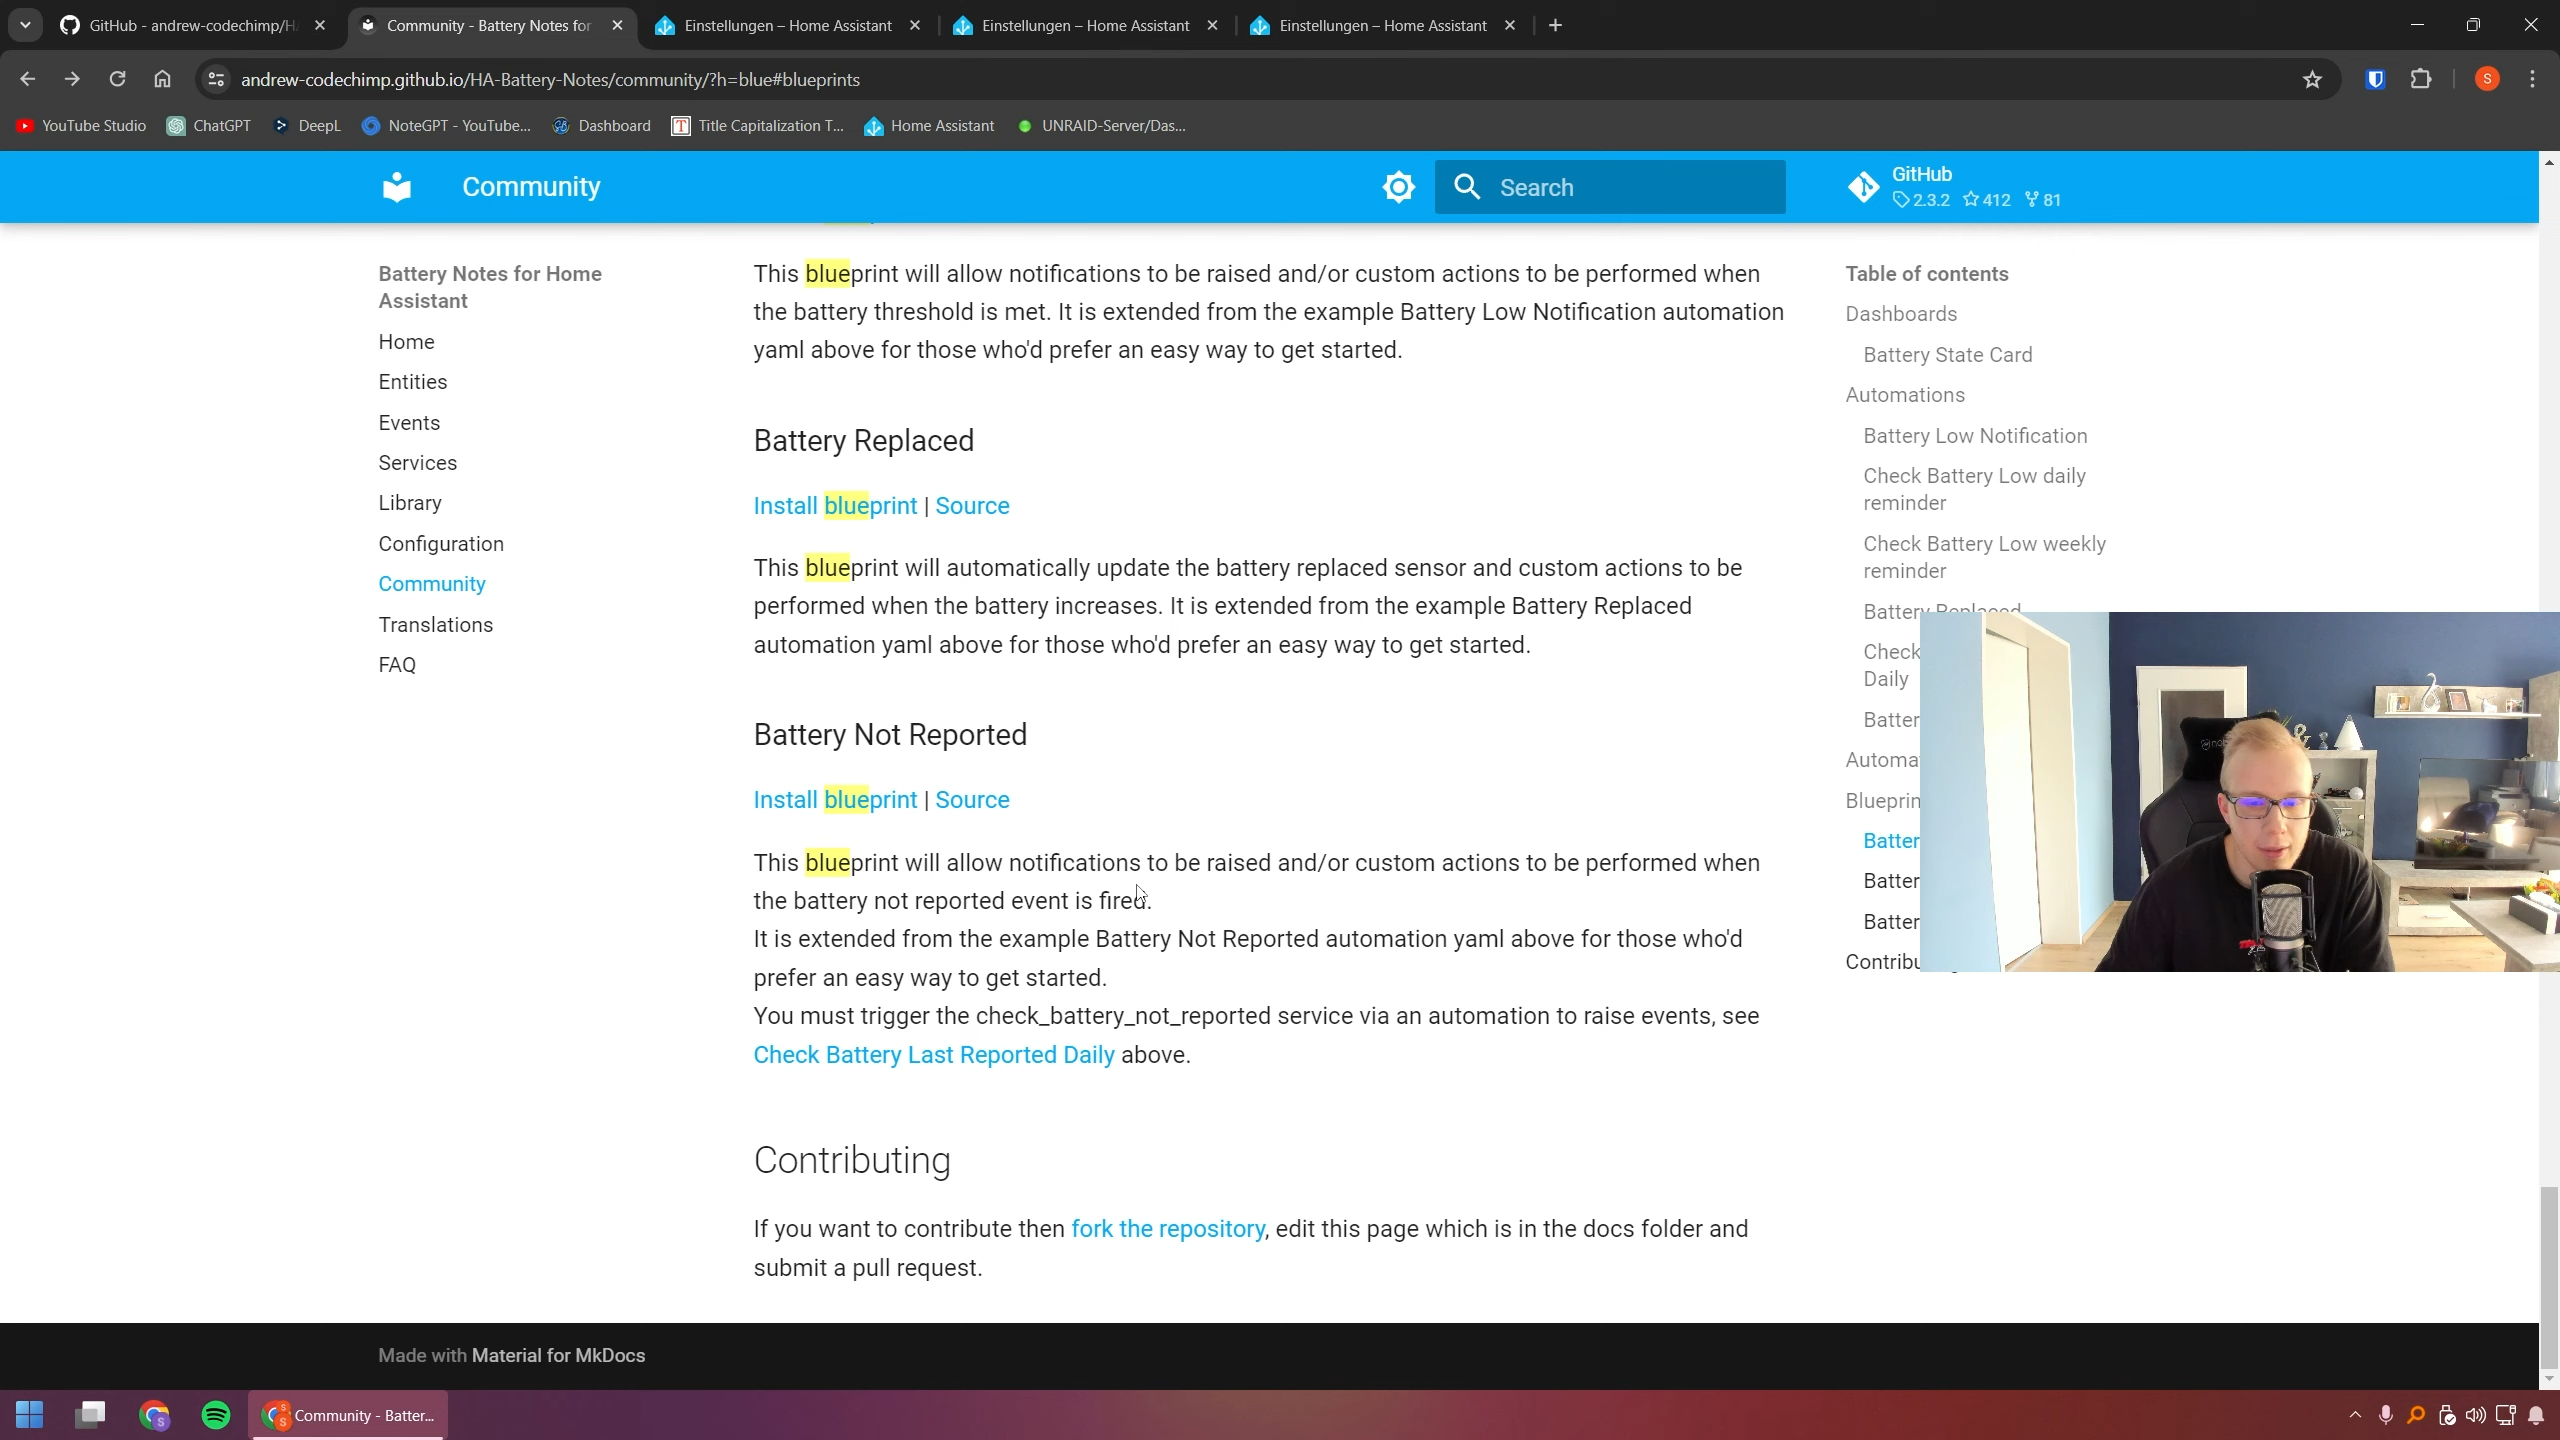 GitHub - andrew-codechimp/H
Community - Battery Notes for
Einstellungen – Home Assistant
Einstellungen – Home Assistant
Einstellungen – Home Assistant
andrew-codechimp.github.io/HA-Battery-Notes/community/?h=blue#blueprints
S
YouTube Studio
ChatGPT
DeepL
NoteGPT - YouTube...
Dashboard
Title Capitalization T...
Home Assistant
UNRAID-Server/Das...
Community
Search
GitHub
2.3.2 412 81
Battery Notes for Home
Assistant
Home
Entities
Events
Services
Library
Configuration
Community
Translations
FAQ
This blueprint will allow notifications to be raised and/or custom actions to be performed when
the battery threshold is met. It is extended from the example Battery Low Notification automation
yaml above for those who'd prefer an easy way to get started.
Battery Replaced
Install blueprint | Source
This blueprint will automatically update the battery replaced sensor and custom actions to be
performed when the battery increases. It is extended from the example Battery Replaced
automation yaml above for those who'd prefer an easy way to get started.
Battery Not Reported
Install blueprint | Source
This blueprint will allow notifications to be raised and/or custom actions to be performed when
the battery not reported event is fired.
It is extended from the example Battery Not Reported automation yaml above for those who'd
prefer an easy way to get started.
You must trigger the check_battery_not_reported service via an automation to raise events, see
Check Battery Last Reported Daily above.
Contributing
If you want to contribute then fork the repository, edit this page which is in the docs folder and
submit a pull request.
Table of contents
Dashboards
Battery State Card
Automations
Battery Low Notification
Check Battery Low daily
reminder
Check Battery Low weekly
reminder
Battery Replaced
Check
Daily
Batter
Automa
Blueprin
Batter
Batter
Batter
Contribu
Made with Material for MkDocs
Community - Batter...